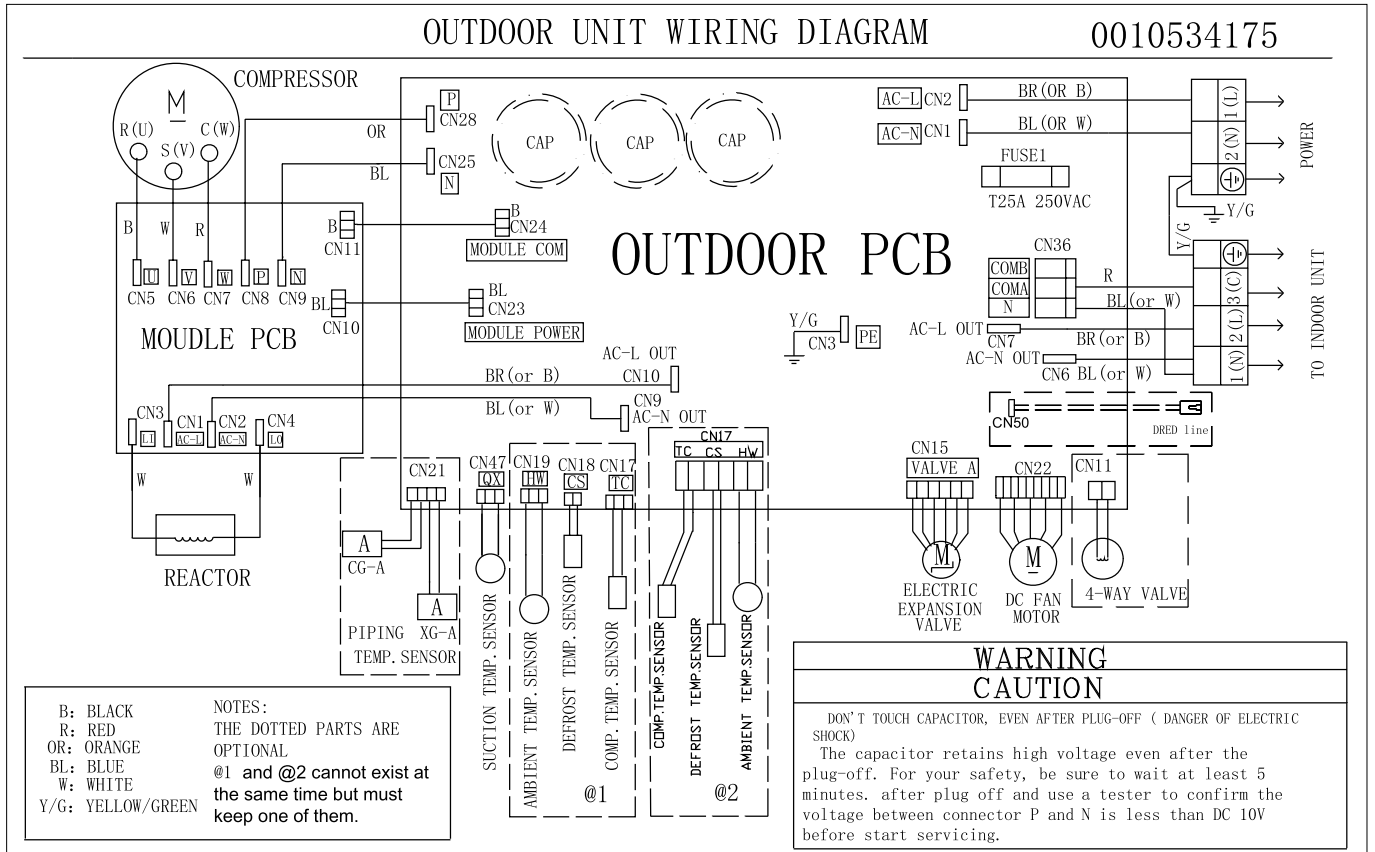 OUTDOOR UNIT WIRING DIAGRAM
0010534175
COMPRESSOR
M
R(U)
S(V)
C(W)
OR
BL
P
CN28
CN25
N
CAP
CAP
CAP
AC-L CN2
BR(OR B)
AC-N CN1
BL(OR W)
FUSE1
T25A 250VAC
1(L)
2(N)
POWER
Y/G
Y/G
B
W
R
U
V
W
P
N
CN5
CN6
CN7
CN8
CN9
B
CN11
B
CN24
MODULE COM
BL
CN10
BL
CN23
MODULE POWER
MOUDLE PCB
OUTDOOR PCB
CN36
COMB
COMA
N
R
BL(or W)
AC-L OUT
CN7
BR(or B)
AC-N OUT
CN6
BL(or W)
3(C)
2(L)
1(N)
TO INDOOR UNIT
Y/G
CN3
PE
AC-L OUT
CN10
BR(or B)
BL(or W)
CN9
AC-N OUT
CN3
LI
CN1
AC-L
CN2
AC-N
CN4
LO
W
W
REACTOR
CN50
DRED line
CN21
A
CG-A
A
PIPING XG-A
TEMP.SENSOR
CN47
QX
SUCTION TEMP.SENSOR
CN19
HW
AMBIENT TEMP.SENSOR
CN18
CS
DEFROST TEMP.SENSOR
CN17
TC
COMP.TEMP.SENSOR
@1
CN17
TC CS HW
COMP.TEMP.SENSOR
DEFROST TEMP.SENSOR
AMBIENT TEMP.SENSOR
@2
CN15
VALVE A
M
ELECTRIC
EXPANSION
VALVE
CN22
M
DC FAN
MOTOR
CN11
4-WAY VALVE
B: BLACK
R: RED
OR: ORANGE
BL: BLUE
W: WHITE
Y/G: YELLOW/GREEN
NOTES:
THE DOTTED PARTS ARE
OPTIONAL
@1 and @2 cannot exist at
the same time but must
keep one of them.
WARNING
CAUTION
DON'T TOUCH CAPACITOR, EVEN AFTER PLUG-OFF ( DANGER OF ELECTRIC
SHOCK)
The capacitor retains high voltage even after the
plug-off. For your safety, be sure to wait at least 5
minutes. after plug off and use a tester to confirm the
voltage between connector P and N is less than DC 10V
before start servicing.